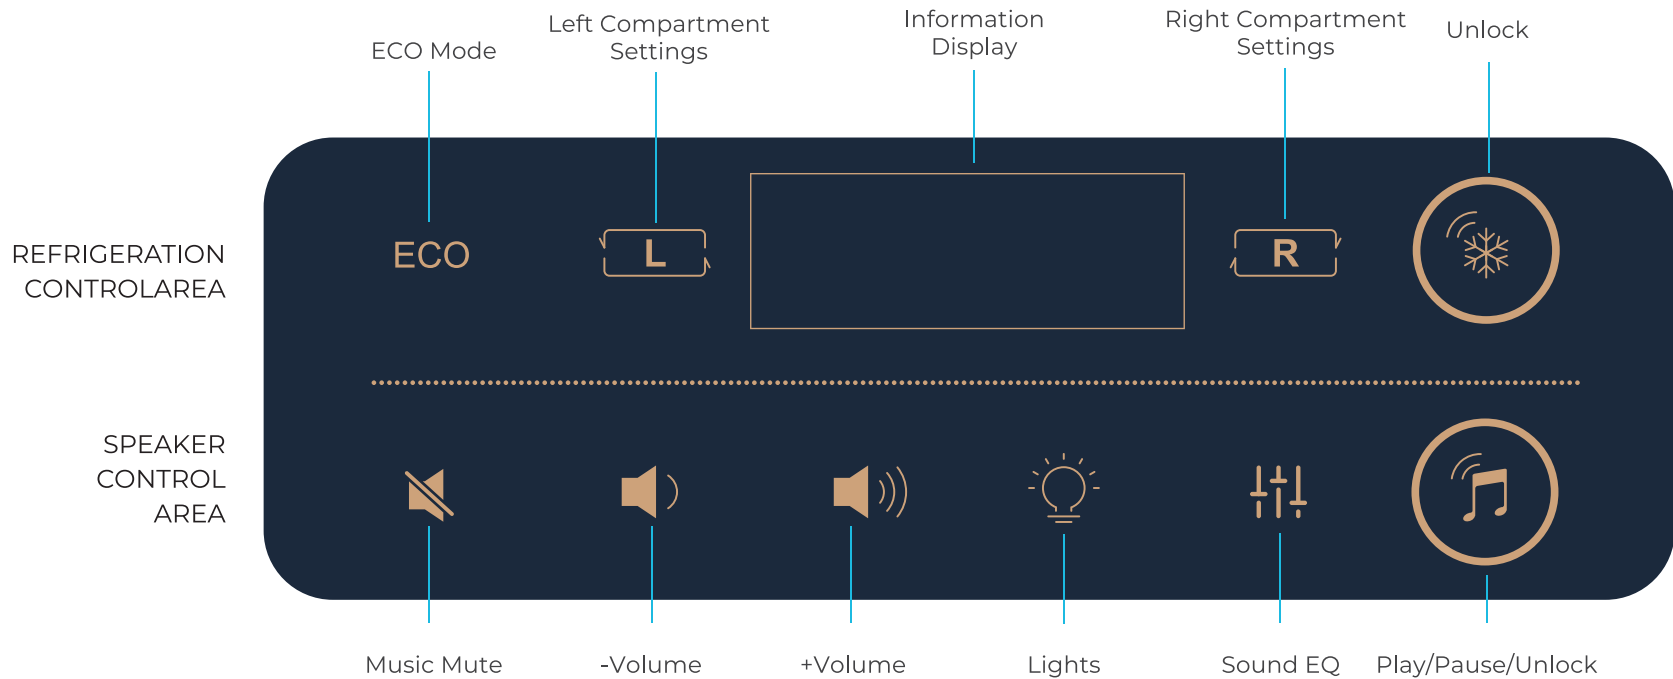 ECO Mode
Left Compartment
Settings
Information
Display
Right Compartment
Settings
Unlock
REFRIGERATION
CONTROLAREA
ECO
L
R
SPEAKER
CONTROL
AREA
Music Mute
-Volume
+Volume
Lights
Sound EQ
Play/Pause/Unlock